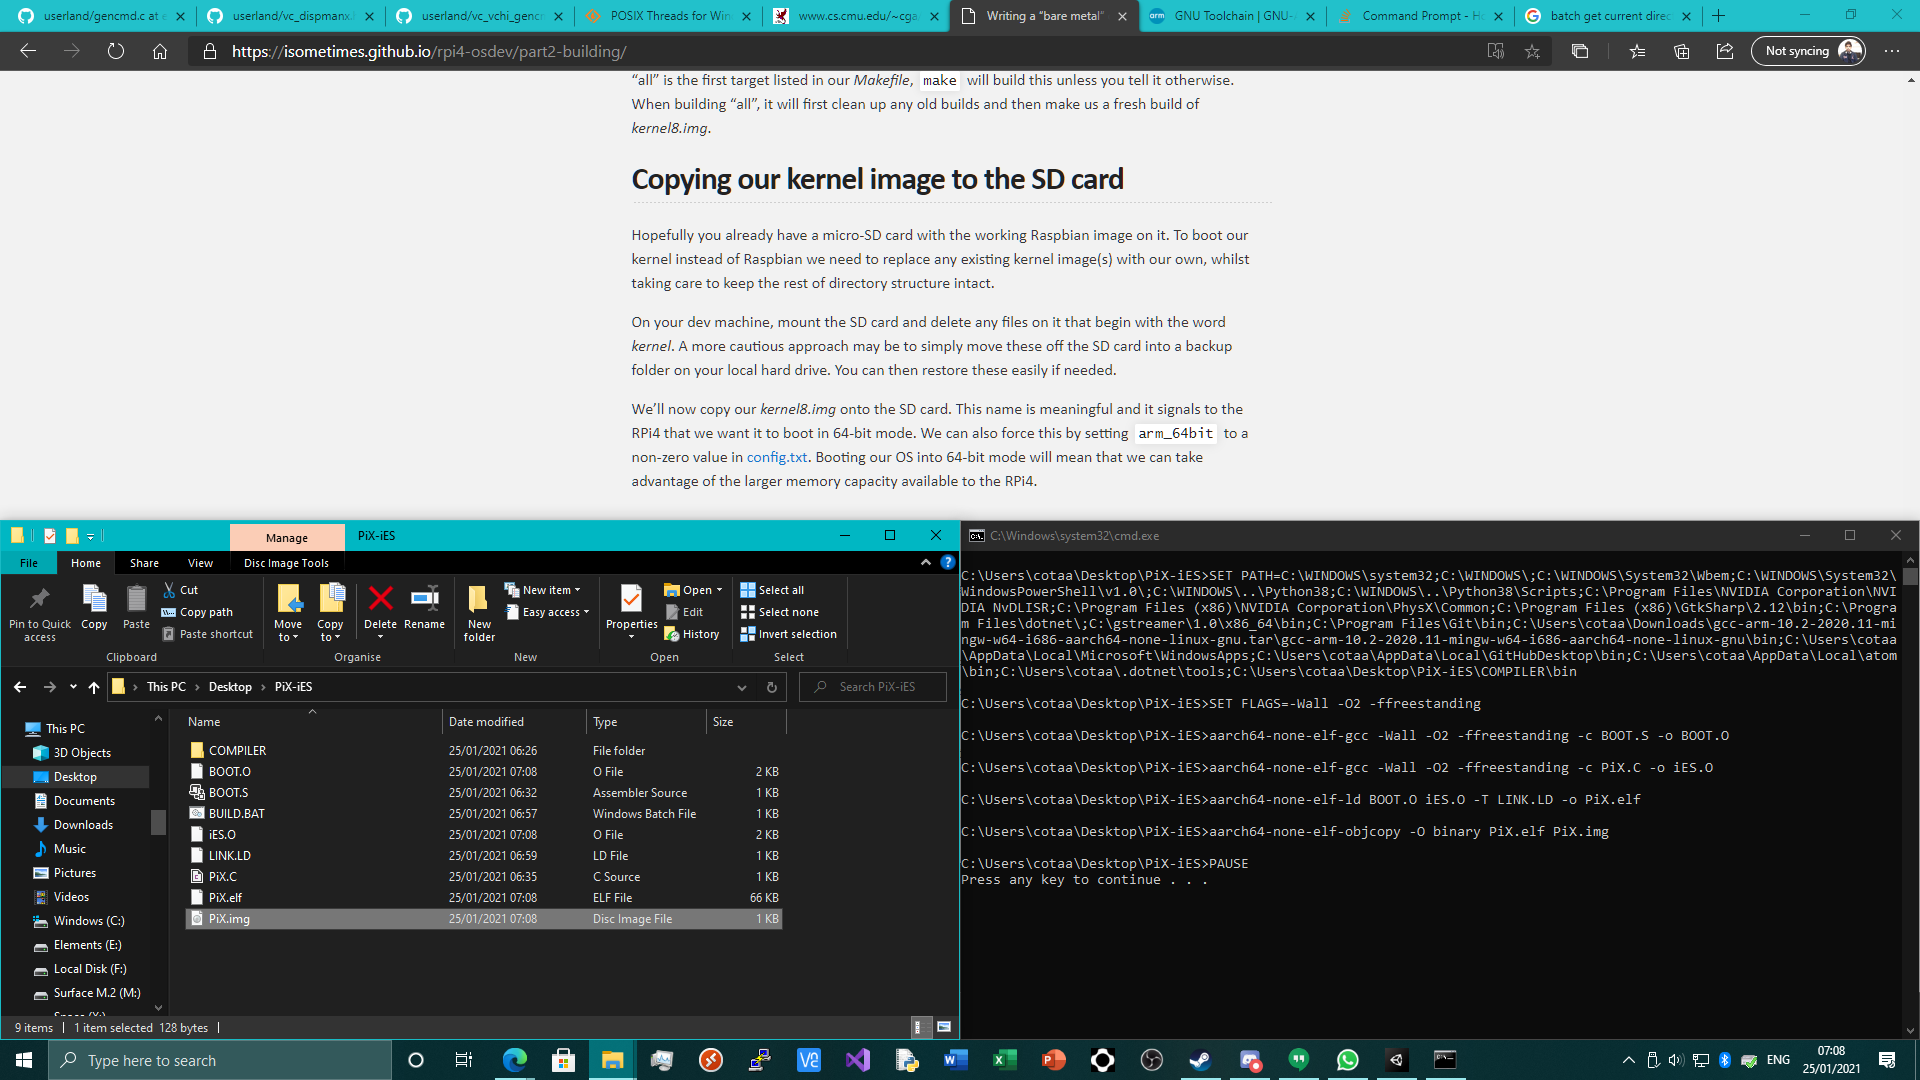 userland/gencmd.c at e
userland/vc_dispmanx.
userland/vc_vchi_gencm
POSIX Threads for Win
www.cs.cmu.edu/~cga/
Writing a “bare metal”
GNU Toolchain | GNU-
Command Prompt - Ho
batch get current direc
https://isometimes.github.io/rpi4-osdev/part2-building/
Not syncing
“all” is the first target listed in our Makefile, make will build this unless you tell it otherwise.
When building “all”, it will first clean up any old builds and then make us a fresh build of
kernel8.img.
Copying our kernel image to the SD card
Hopefully you already have a micro-SD card with the working Raspbian image on it. To boot our
kernel instead of Raspbian we need to replace any existing kernel image(s) with our own, whilst
taking care to keep the rest of directory structure intact.
On your dev machine, mount the SD card and delete any files on it that begin with the word
kernel. A more cautious approach may be to simply move these off the SD card into a backup
folder on your local hard drive. You can then restore these easily if needed.
We’ll now copy our kernel8.img onto the SD card. This name is meaningful and it signals to the
RPi4 that we want it to boot in 64-bit mode. We can also force this by setting arm_64bit to a
non-zero value in config.txt. Booting our OS into 64-bit mode will mean that we can take
advantage of the larger memory capacity available to the RPi4.
Manage
PiX-iES
File Home Share View Disc Image Tools
Pin to Quick access
Copy
Paste
Cut
Copy path
Paste shortcut
Clipboard
Move to
Copy to
Delete
Rename
Organise
New folder
New item
Easy access
New
Properties
Open
Edit
History
Open
Select all
Select none
Invert selection
Select
This PC > Desktop > PiX-iES
Search PiX-iES
This PC
3D Objects
Desktop
Documents
Downloads
Music
Pictures
Videos
Windows (C:)
Elements (E:)
Local Disk (F:)
Surface M.2 (M:)
Name Date modified Type Size
COMPILER 25/01/2021 06:26 File folder
BOOT.O 25/01/2021 07:08 O File 2 KB
BOOT.S 25/01/2021 06:32 Assembler Source 1 KB
BUILD.BAT 25/01/2021 06:57 Windows Batch File 1 KB
iES.O 25/01/2021 07:08 O File 2 KB
LINK.LD 25/01/2021 06:59 LD File 1 KB
PiX.C 25/01/2021 06:35 C Source 1 KB
PiX.elf 25/01/2021 07:08 ELF File 66 KB
PiX.img 25/01/2021 07:08 Disc Image File 1 KB
9 items 1 item selected 128 bytes
C:\Windows\system32\cmd.exe
C:\Users\cotaa\Desktop\PiX-iES>SET PATH=C:\WINDOWS\system32;C:\WINDOWS\;C:\WINDOWS\System32\Wbem;C:\WINDOWS\System32\
WindowsPowerShell\v1.0\;C:\WINDOWS\..\Python38;C:\WINDOWS\..\Python38\Scripts;C:\Program Files\NVIDIA Corporation\NVI
DIA NvDLISR;C:\Program Files (x86)\NVIDIA Corporation\PhysX\Common;C:\Program Files (x86)\GtkSharp\2.12\bin;C:\Progra
m Files\dotnet\;C:\gstreamer\1.0\x86_64\bin;C:\Program Files\Git\bin;C:\Users\cotaa\Downloads\gcc-arm-10.2-2020.11-mi
ngw-w64-i686-aarch64-none-linux-gnu.tar\gcc-arm-10.2-2020.11-mingw-w64-i686-aarch64-none-linux-gnu\bin;C:\Users\cotaa
\AppData\Local\Microsoft\WindowsApps;C:\Users\cotaa\AppData\Local\GitHubDesktop\bin;C:\Users\cotaa\AppData\Local\atom
\bin;C:\Users\cotaa\.dotnet\tools;C:\Users\cotaa\Desktop\PiX-iES\COMPILER\bin
C:\Users\cotaa\Desktop\PiX-iES>SET FLAGS=-Wall -O2 -ffreestanding
C:\Users\cotaa\Desktop\PiX-iES>aarch64-none-elf-gcc -Wall -O2 -ffreestanding -c BOOT.S -o BOOT.O
C:\Users\cotaa\Desktop\PiX-iES>aarch64-none-elf-gcc -Wall -O2 -ffreestanding -c PiX.C -o iES.O
C:\Users\cotaa\Desktop\PiX-iES>aarch64-none-elf-ld BOOT.O iES.O -T LINK.LD -o PiX.elf
C:\Users\cotaa\Desktop\PiX-iES>aarch64-none-elf-objcopy -O binary PiX.elf PiX.img
C:\Users\cotaa\Desktop\PiX-iES>PAUSE
Press any key to continue . . .
Type here to search
ENG
07:08
25/01/2021